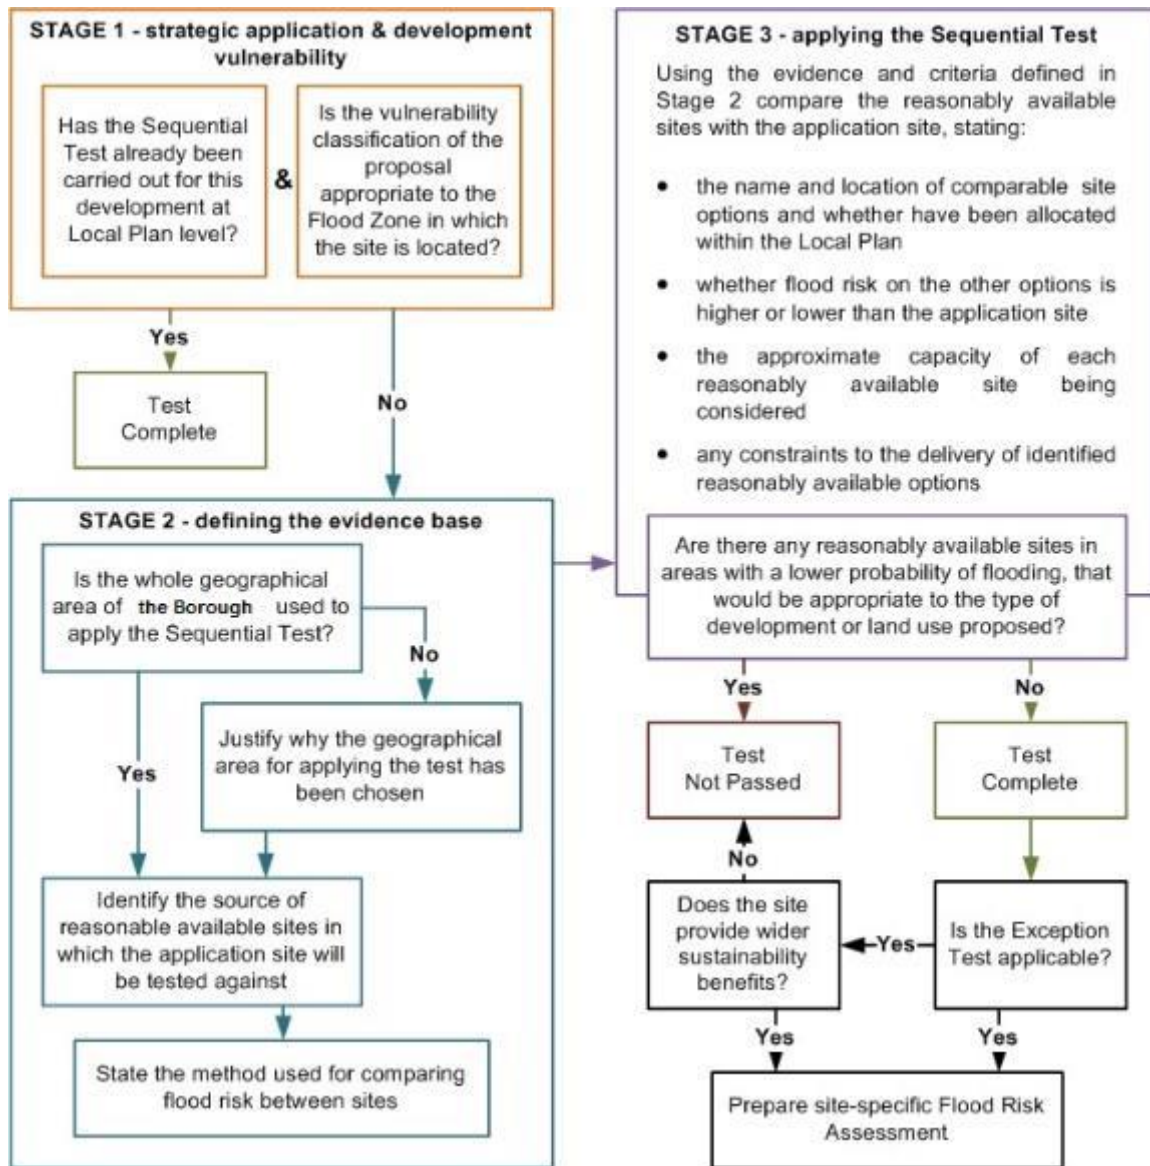 STAGE 1 - strategic application & development
vulnerability
Has the Sequential
Test already been
carried out for this
development at
Local Plan level?
&
Is the vulnerability
classification of the
proposal
appropriate to the
Flood Zone in which
the site is located?
Yes
Test
Complete
No
STAGE 2 - defining the evidence base
Is the whole geographical
area of the Borough used to
apply the Sequential Test?
No
Yes
Justify why the geographical
area for applying the test has
been chosen
Identify the source of
reasonable available sites in
which the application site will
be tested against
State the method used for comparing
flood risk between sites
STAGE 3 - applying the Sequential Test
Using the evidence and criteria defined in
Stage 2 compare the reasonably available
sites with the application site, stating:
• the name and location of comparable site
options and whether have been allocated
within the Local Plan
• whether flood risk on the other options is
higher or lower than the application site
• the approximate capacity of each
reasonably available site being
considered
• any constraints to the delivery of identified
reasonably available options
Are there any reasonably available sites in
areas with a lower probability of flooding, that
would be appropriate to the type of
development or land use proposed?
Yes
No
Test
Not Passed
Test
Complete
No
Does the site
provide wider
sustainability
benefits?
Yes
Is the Exception
Test applicable?
Yes
Yes
Prepare site-specific Flood Risk
Assessment